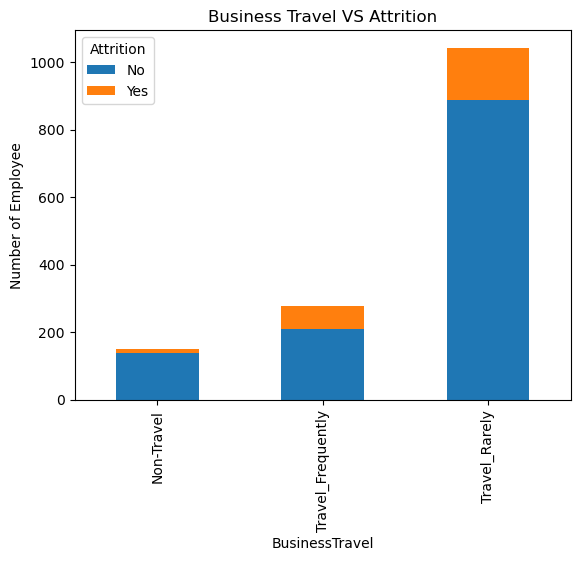 Business Travel VS Attrition
Attrition
No
Yes
Number of Employee
1000
800
600
400
200
0
Non-Travel
Travel_Frequently
Travel_Rarely
BusinessTravel